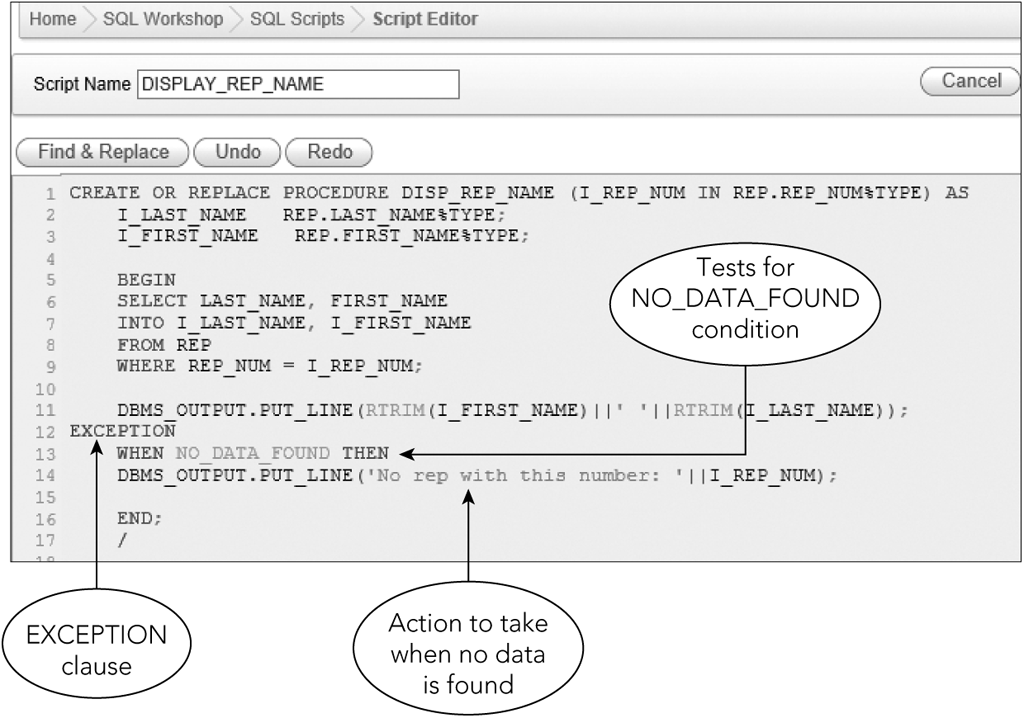 Home SQL Workshop SQL Scripts Script Editor
Script Name DISPLAY_REP_NAME Cancel
Find & Replace Undo Redo
1 CREATE OR REPLACE PROCEDURE DISP_REP_NAME (I_REP_NUM IN REP.REP_NUM%TYPE) AS
2 I_LAST_NAME REP.LAST_NAME%TYPE;
3 I_FIRST_NAME REP.FIRST_NAME%TYPE;
4
5 BEGIN
6 SELECT LAST_NAME, FIRST_NAME
7 INTO I_LAST_NAME, I_FIRST_NAME
8 FROM REP
9 WHERE REP_NUM = I_REP_NUM;
10
11 DBMS_OUTPUT.PUT_LINE(RTRIM(I_FIRST_NAME)||' '||RTRIM(I_LAST_NAME));
12 EXCEPTION
13 WHEN NO_DATA_FOUND THEN
14 DBMS_OUTPUT.PUT_LINE('No rep with this number: '||I_REP_NUM);
15
16 END;
17 /
18
Tests for
NO_DATA_FOUND
condition
EXCEPTION
clause
Action to take
when no data
is found